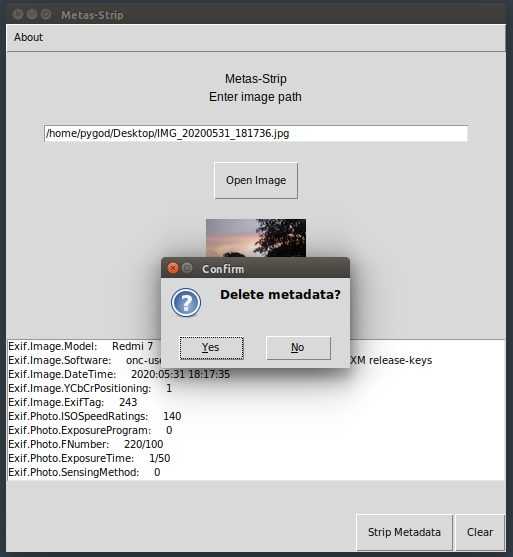 Metas-Strip
About
Metas-Strip
Enter image path
/home/pygod/Desktop/IMG_20200531_181736.jpg
Open Image
Confirm
Delete metadata?
Yes No
Exif.Image.Model: Redmi 7
Exif.Image.Software: XM release-keys
Exif.Image.DateTime: 2020:05:31 18:17:35
Exif.Image.YCbCrPositioning: 1
Exif.Image.ExifTag: 243
Exif.Photo.ISOSpeedRatings: 140
Exif.Photo.ExposureProgram: 0
Exif.Photo.FNumber: 220/100
Exif.Photo.ExposureTime: 1/50
Exif.Photo.SensingMethod: 0
Strip Metadata Clear